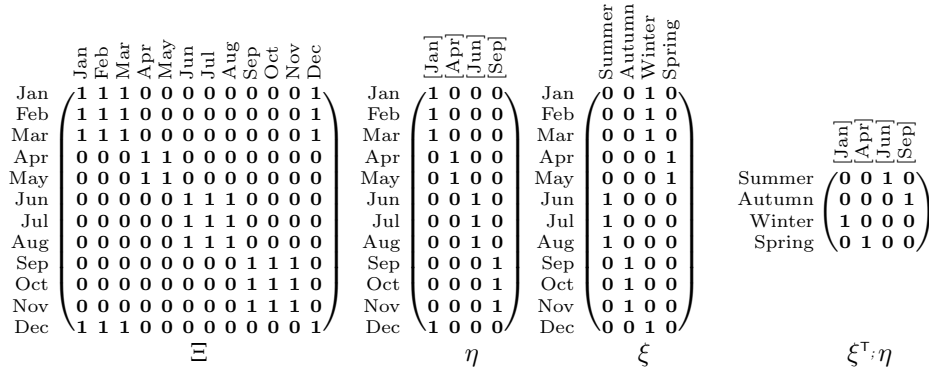 Jan Feb Mar Apr May Jun Jul Aug Sep Oct Nov Dec
Jan 1 1 1 0 0 0 0 0 0 0 0 1
Feb 1 1 1 0 0 0 0 0 0 0 0 1
Mar 1 1 1 0 0 0 0 0 0 0 0 1
Apr 0 0 0 1 1 0 0 0 0 0 0 0
May 0 0 0 1 1 0 0 0 0 0 0 0
Jun 0 0 0 0 0 1 1 1 0 0 0 0
Jul 0 0 0 0 0 1 1 1 0 0 0 0
Aug 0 0 0 0 0 1 1 1 0 0 0 0
Sep 0 0 0 0 0 0 0 0 1 1 1 0
Oct 0 0 0 0 0 0 0 0 1 1 1 0
Nov 0 0 0 0 0 0 0 0 1 1 1 0
Dec 1 1 1 0 0 0 0 0 0 0 0 1
Ξ
[Jan] [Apr] [Jun] [Sep]
Jan 1 0 0 0
Feb 1 0 0 0
Mar 1 0 0 0
Apr 0 1 0 0
May 0 1 0 0
Jun 0 0 1 0
Jul 0 0 1 0
Aug 0 0 1 0
Sep 0 0 0 1
Oct 0 0 0 1
Nov 0 0 0 1
Dec 1 0 0 0
η
Summer Autumn Winter Spring
Jan 0 0 1 0
Feb 0 0 1 0
Mar 0 0 1 0
Apr 0 0 0 1
May 0 0 0 1
Jun 1 0 0 0
Jul 1 0 0 0
Aug 1 0 0 0
Sep 0 1 0 0
Oct 0 1 0 0
Nov 0 1 0 0
Dec 0 0 1 0
ξ
[Jan] [Apr] [Jun] [Sep]
Summer 0 0 1 0
Autumn 0 0 0 1
Winter 1 0 0 0
Spring 0 1 0 0
ξᵀ; η